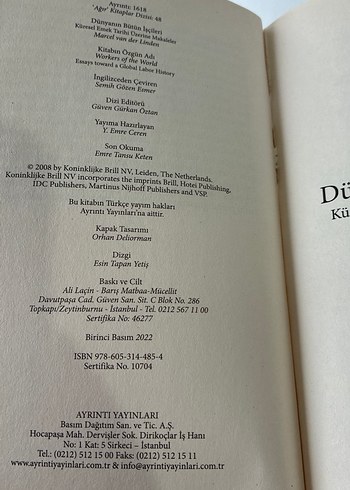 Ayrıntı: 1618
'Ağır' Kitaplar Dizisi: 48
Dünyanın Bütün İşçileri
Küresel Emek Tarihi Üzerine Makaleler
Marcel van der Linden
Kitabın Özgün Adı
Workers of the World
Essays toward a Global Labor History
İngilizceden Çeviren
Semih Gözen Esmer
Dizi Editörü
Güven Gürkan Öztan
Yayıma Hazırlayan
Y. Emre Ceren
Son Okuma
Emre Tansu Keten
© 2008 by Koninklijke Brill NV, Leiden, The Netherlands.
Koninklijke Brill NV incorporates the imprints Brill, Hotei Publishing,
IDC Publishers, Martinus Nijhoff Publishers and VSP.
Bu kitabın Türkçe yayım hakları
Ayrıntı Yayınları'na aittir.
Kapak Tasarımı
Orhan Deliorman
Dizgi
Esin Tapan Yetiş
Baskı ve Cilt
Ali Laçin - Barış Matbaa-Mücellit
Davutpaşa Cad. Güven San. Sit. C Blok No. 286
Topkapı/Zeytinburnu - İstanbul - Tel. 0212 567 11 00
Sertifika No: 46277
Birinci Basım 2022
ISBN 978-605-314-485-4
Sertifika No. 10704
AYRINTI YAYINLARI
Basım Dağıtım San. ve Tic. A.Ş.
Hocapaşa Mah. Dervişler Sok. Dirikoçlar İş Hanı
No: 1 Kat: 5 Sirkeci – İstanbul
Tel.: (0212) 512 15 00 Faks: (0212) 512 15 11
www.ayrintiyayinlari.com.tr & info@ayrintiyayinlari.com.tr
Dü
Kü